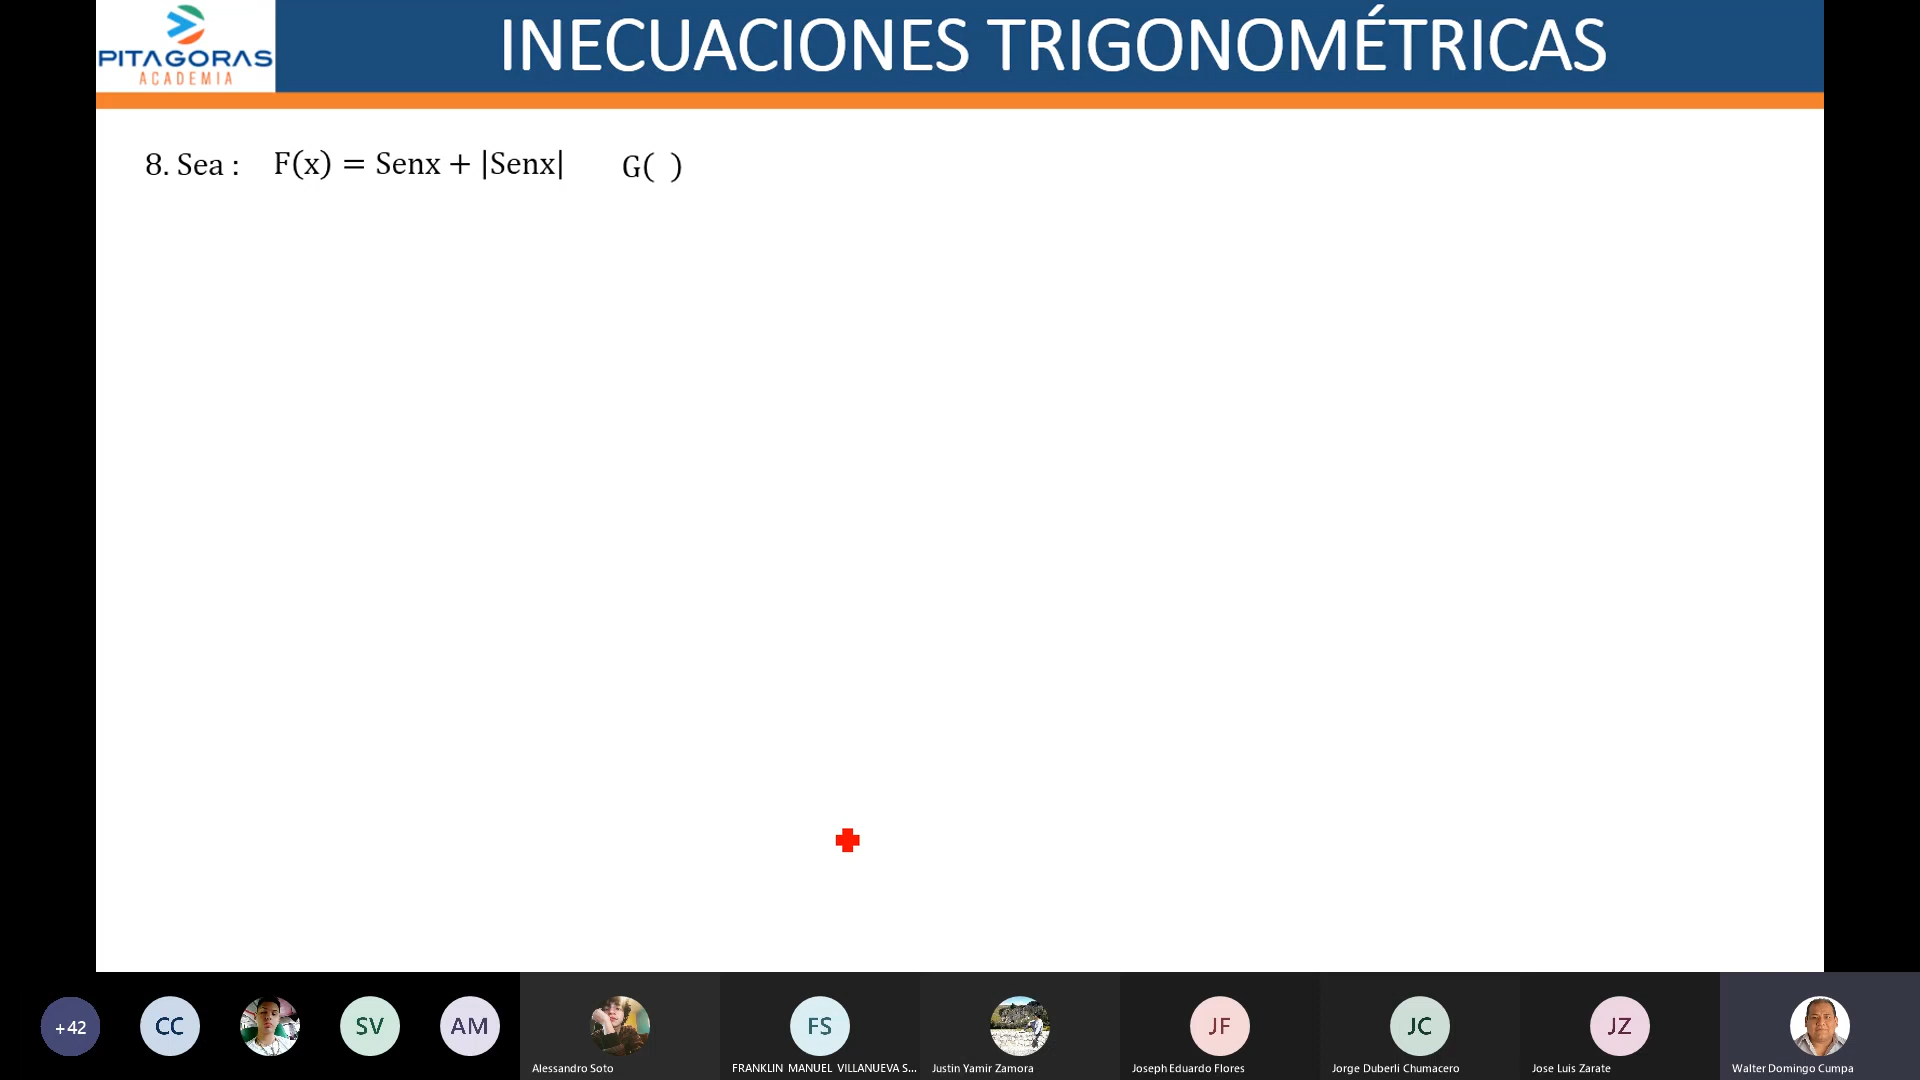 PITAGORAS
ACADEMIA
INECUACIONES TRIGONOMÉTRICAS
8. Sea : F(x) = Senx + |Senx| G( )
+42
CC
SV
AM
FS
JF
JC
JZ
Alessandro Soto
FRANKLIN MANUEL VILLANUEVA S...
Justin Yamir Zamora
Joseph Eduardo Flores
Jorge Duberli Chumacero
Jose Luis Zarate
Walter Domingo Cumpa